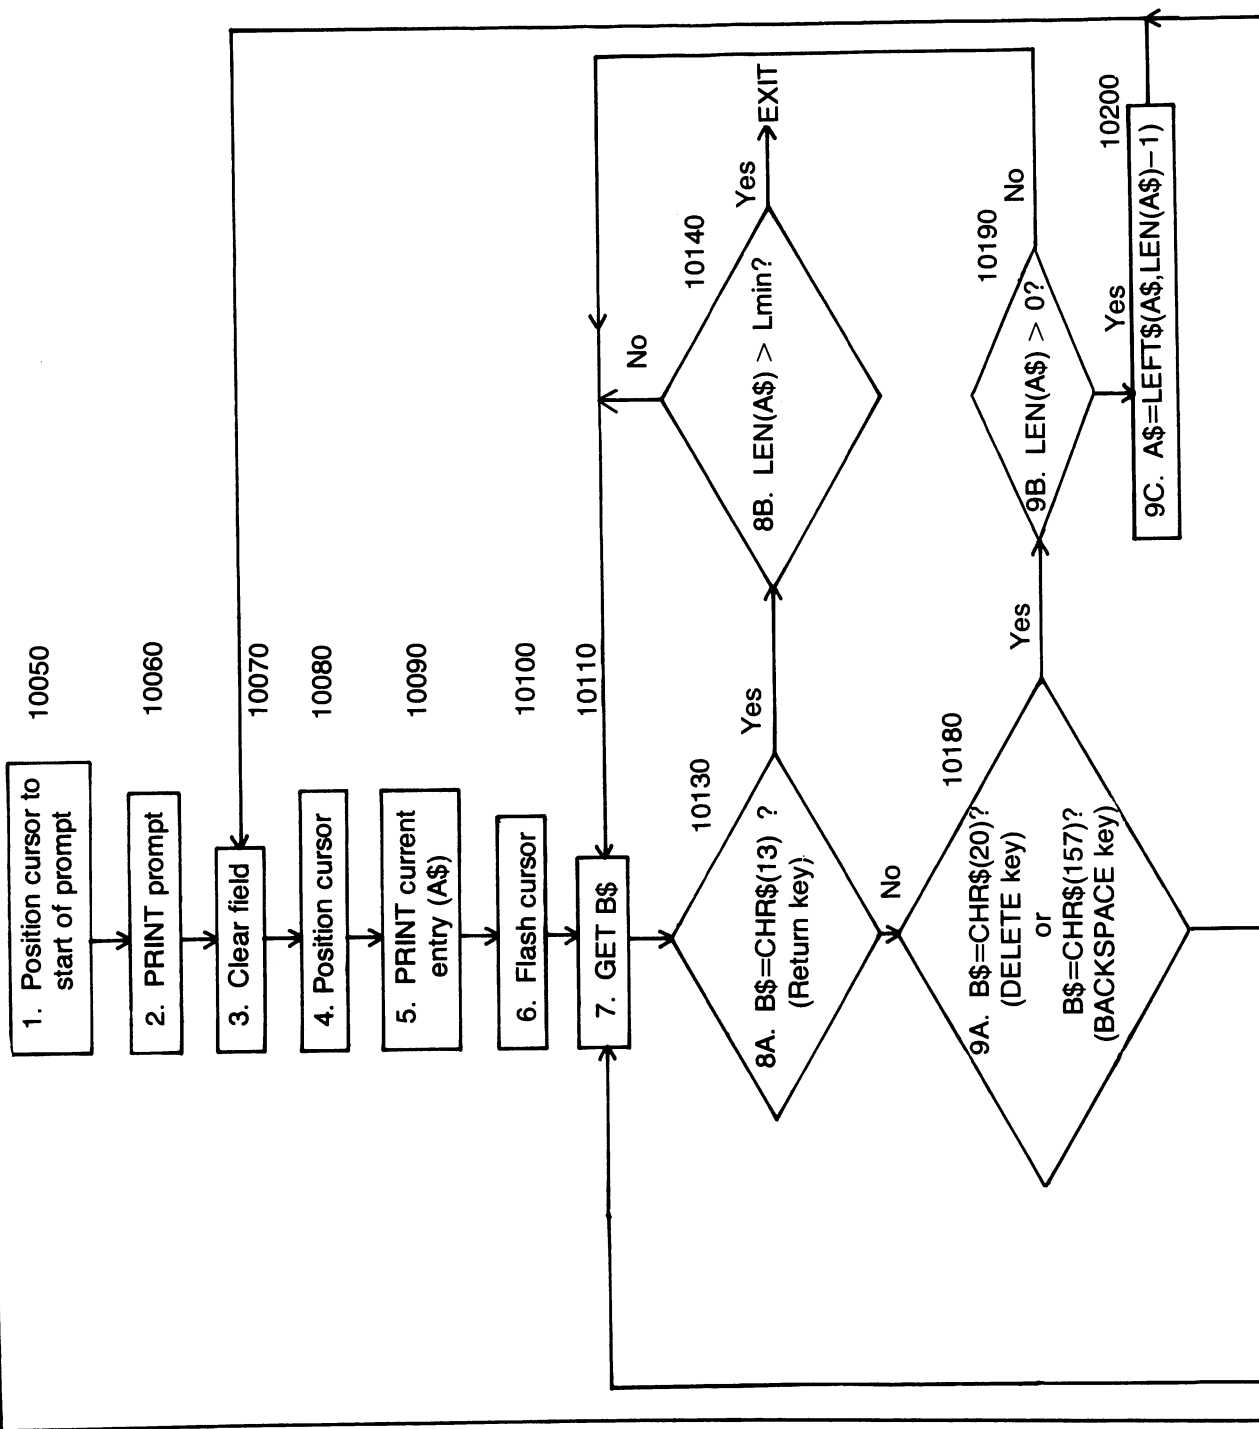 1. Position cursor to
start of prompt
10050
2. PRINT prompt
10060
3. Clear field
10070
4. Position cursor
10080
5. PRINT current
entry (A$)
10090
6. Flash cursor
10100
7. GET B$
10110
8A. B$=CHR$(13) ?
(Return key)
10130
Yes
No
8B. LEN(A$) > Lmin?
10140
No
Yes
EXIT
9A. B$=CHR$(20)?
(DELETE key)
or
B$=CHR$(157)?
(BACKSPACE key)
10180
Yes
9B. LEN(A$) > 0?
10190
No
Yes
9C. A$=LEFT$(A$,LEN(A$)−1)
10200